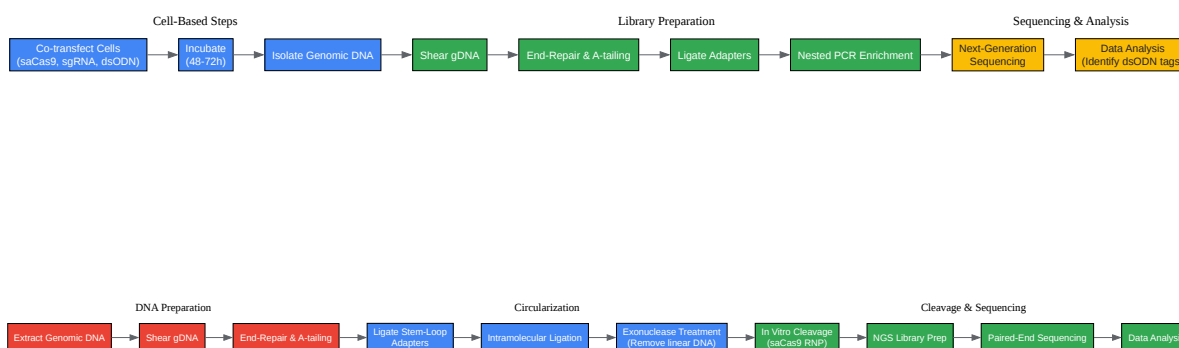 Cell-Based Steps
Library Preparation
Sequencing & Analysis
Co-transfect Cells
(saCas9, sgRNA, dsODN)
Incubate
(48-72h)
Isolate Genomic DNA
Shear gDNA
End-Repair & A-tailing
Ligate Adapters
Nested PCR Enrichment
Next-Generation
Sequencing
Data Analysis
(Identify dsODN tags
DNA Preparation
Circularization
Cleavage & Sequencing
Extract Genomic DNA
Shear gDNA
End-Repair & A-tailing
Ligate Stem-Loop
Adapters
Intramolecular Ligation
Exonuclease Treatment
(Remove linear DNA)
In Vitro Cleavage
(saCas9 RNP)
NGS Library Prep
Paired-End Sequencing
Data Analysis